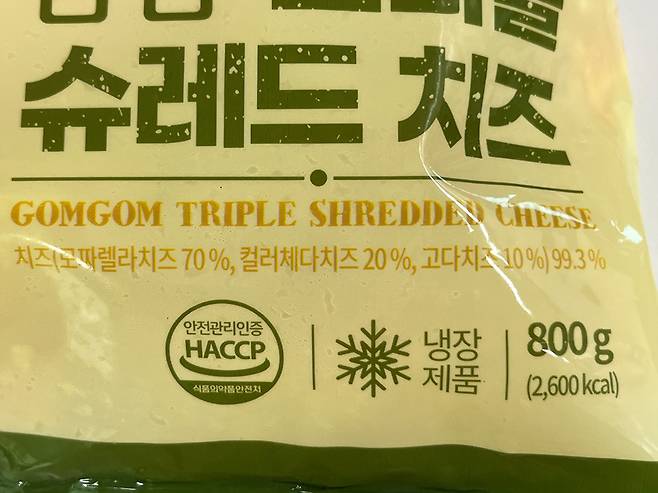 슈레드 치즈
GOMGOM TRIPLE SHREDDED CHEESE
치즈(모짜렐라치즈 70%, 컬러체다치즈 20%, 고다치즈 10%) 99.3%
안전관리인증
HACCP
식품의약품안전처
냉장
제품
800 g
(2,600 kcal)